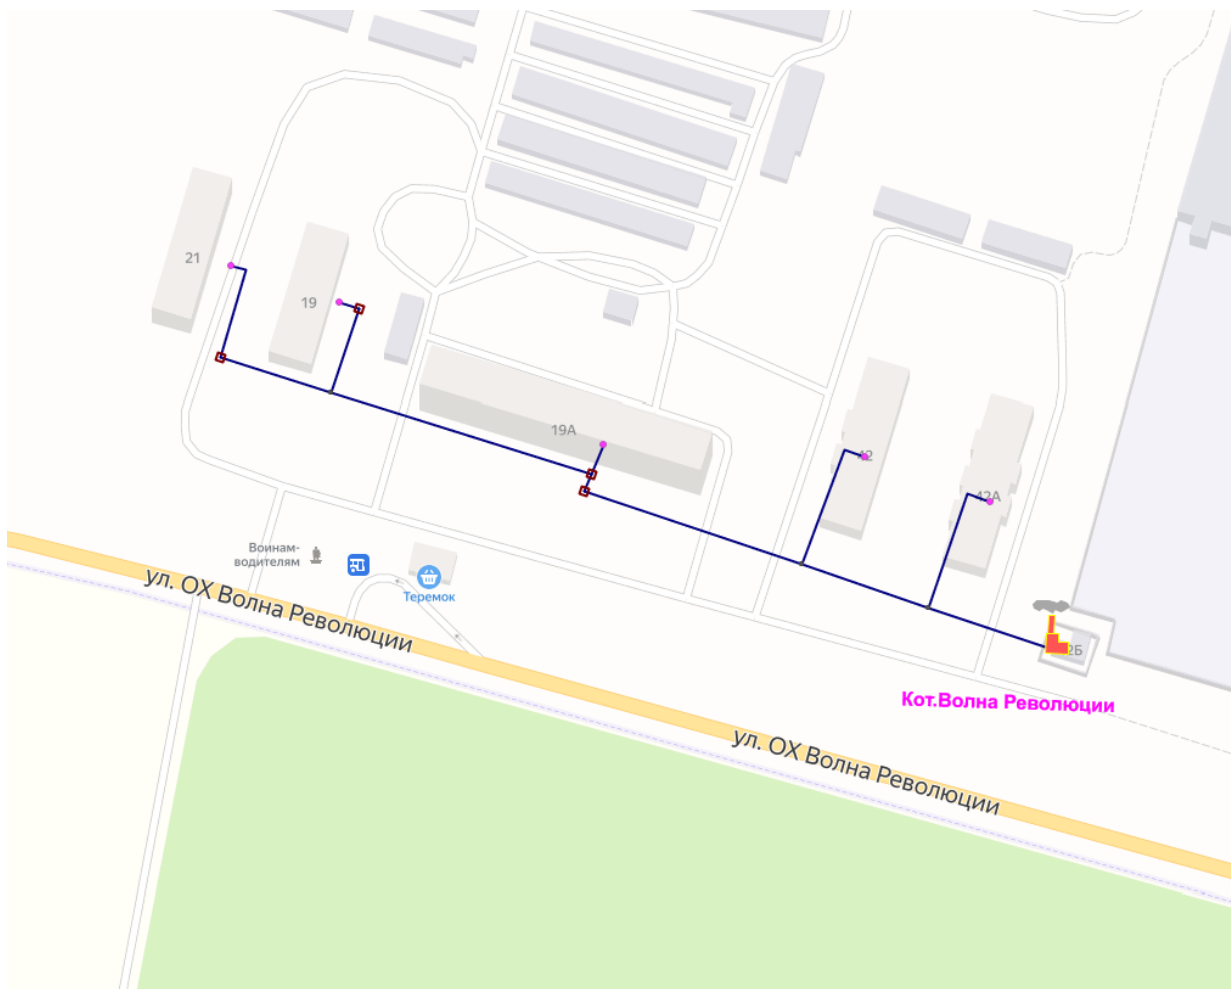 21
19
19А
42
42А
Воинам-
водителям
Теремок
ул. ОХ Волна Революции
2Б
Кот.Волна Революции
ул. ОХ Волна Революции